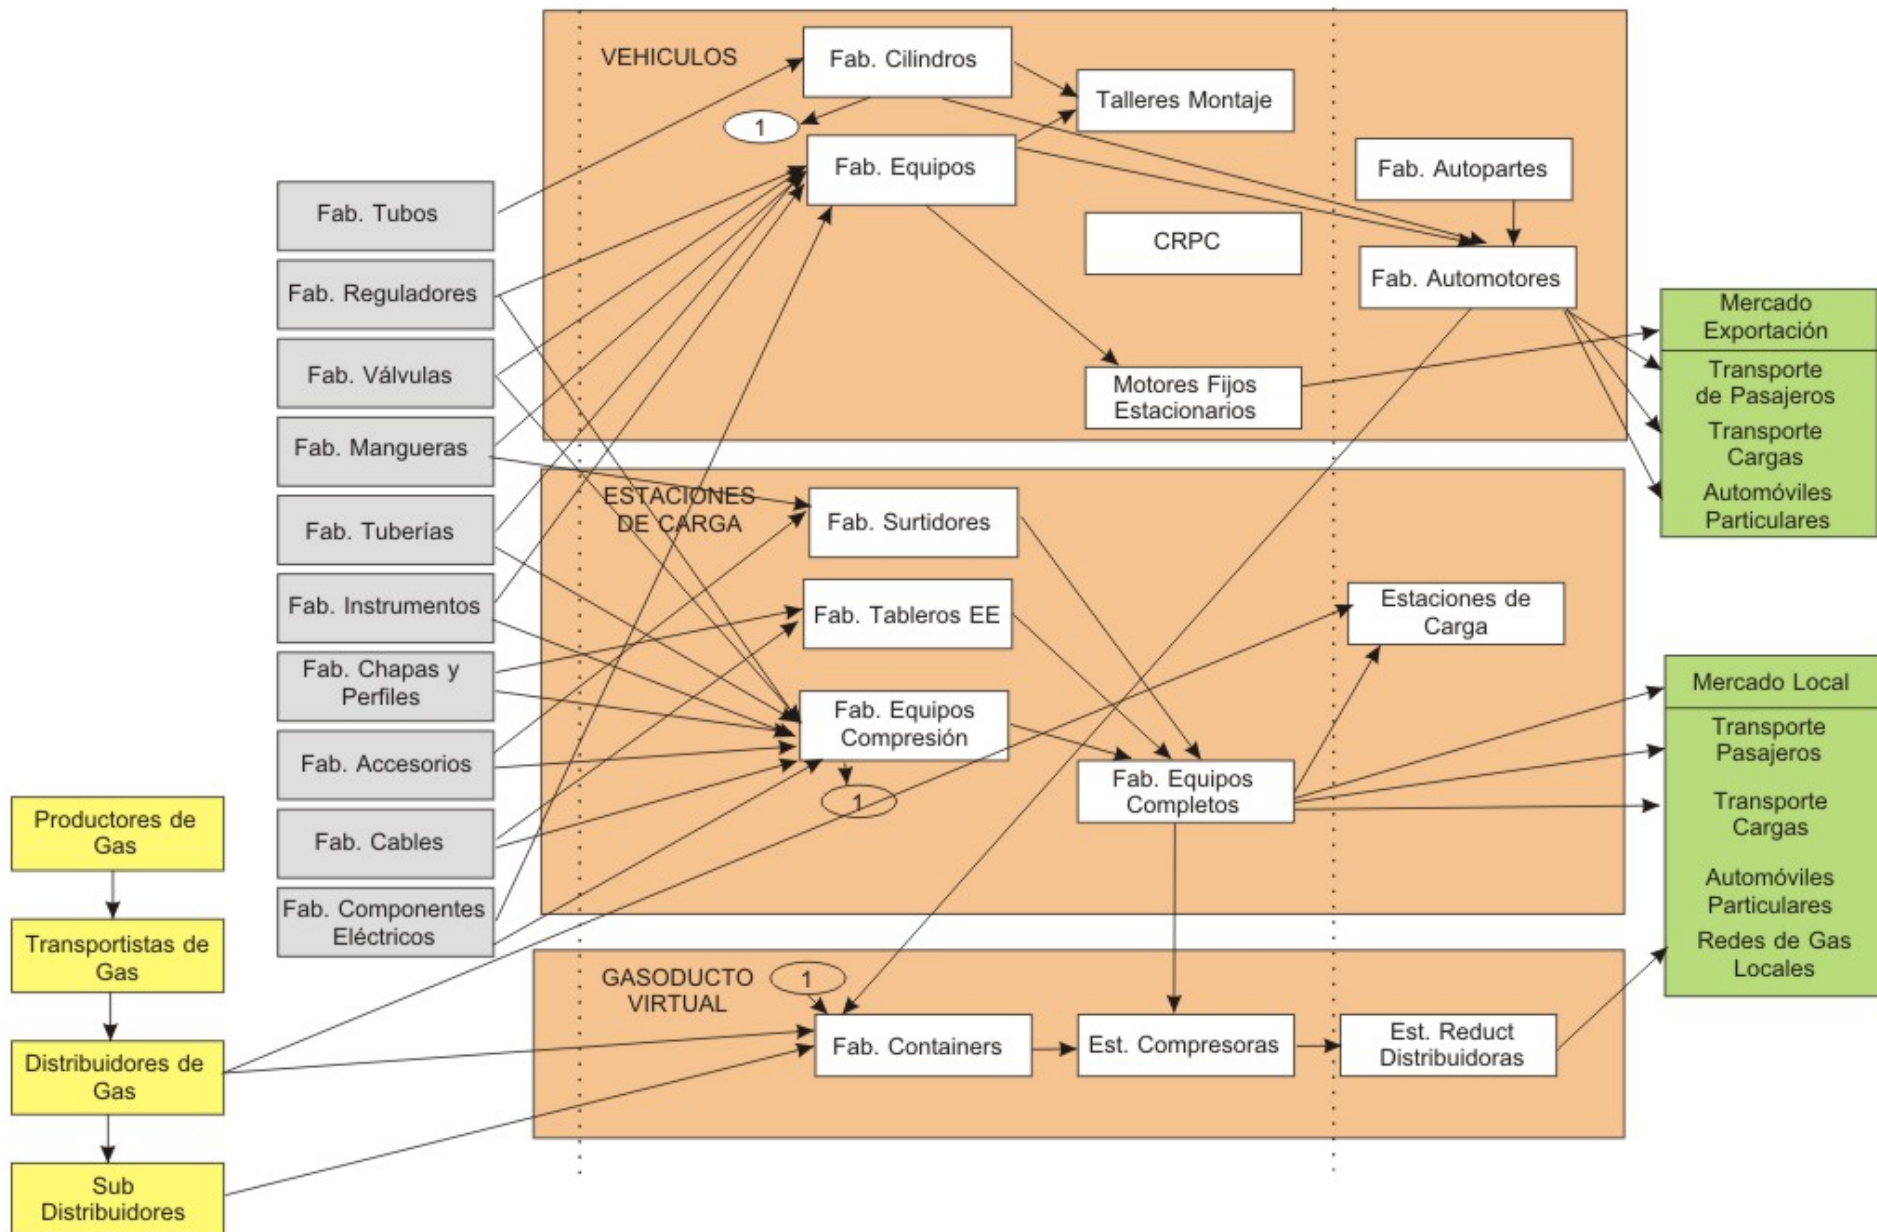 VEHICULOS
Fab. Cilindros
Talleres Montaje
1
Fab. Equipos
Fab. Autopartes
CRPC
Fab. Automotores
Motores Fijos
Estacionarios
Fab. Tubos
Fab. Reguladores
Fab. Válvulas
Fab. Mangueras
Fab. Tuberías
Fab. Instrumentos
Fab. Chapas y
Perfiles
Fab. Accesorios
Fab. Cables
Fab. Componentes
Eléctricos
Mercado
Exportación
Transporte
de Pasajeros
Transporte
Cargas
Automóviles
Particulares
ESTACIONES
DE CARGA
Fab. Surtidores
Fab. Tableros EE
Fab. Equipos
Compresión
1
Fab. Equipos
Completos
Estaciones de
Carga
Mercado Local
Transporte
Pasajeros
Transporte
Cargas
Automóviles
Particulares
Redes de Gas
Locales
Productores de
Gas
Transportistas de
Gas
Distribuidores de
Gas
Sub
Distribuidores
GASODUCTO
VIRTUAL
1
Fab. Containers
Est. Compresoras
Est. Reduct
Distribuidoras